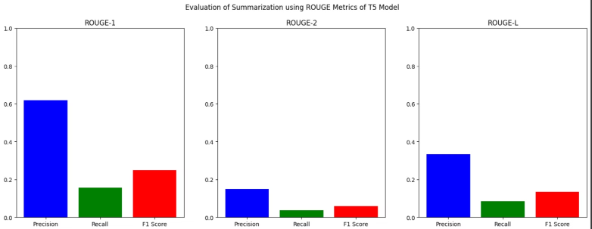 Evaluation of Summarization using ROUGE Metrics of T5 Model
ROUGE-1
1.0
0.8
0.6
0.4
0.2
0.0
Precision Recall F1 Score
ROUGE-2
1.0
0.8
0.6
0.4
0.2
0.0
Precision Recall F1 Score
ROUGE-L
1.0
0.8
0.6
0.4
0.2
0.0
Precision Recall F1 Score